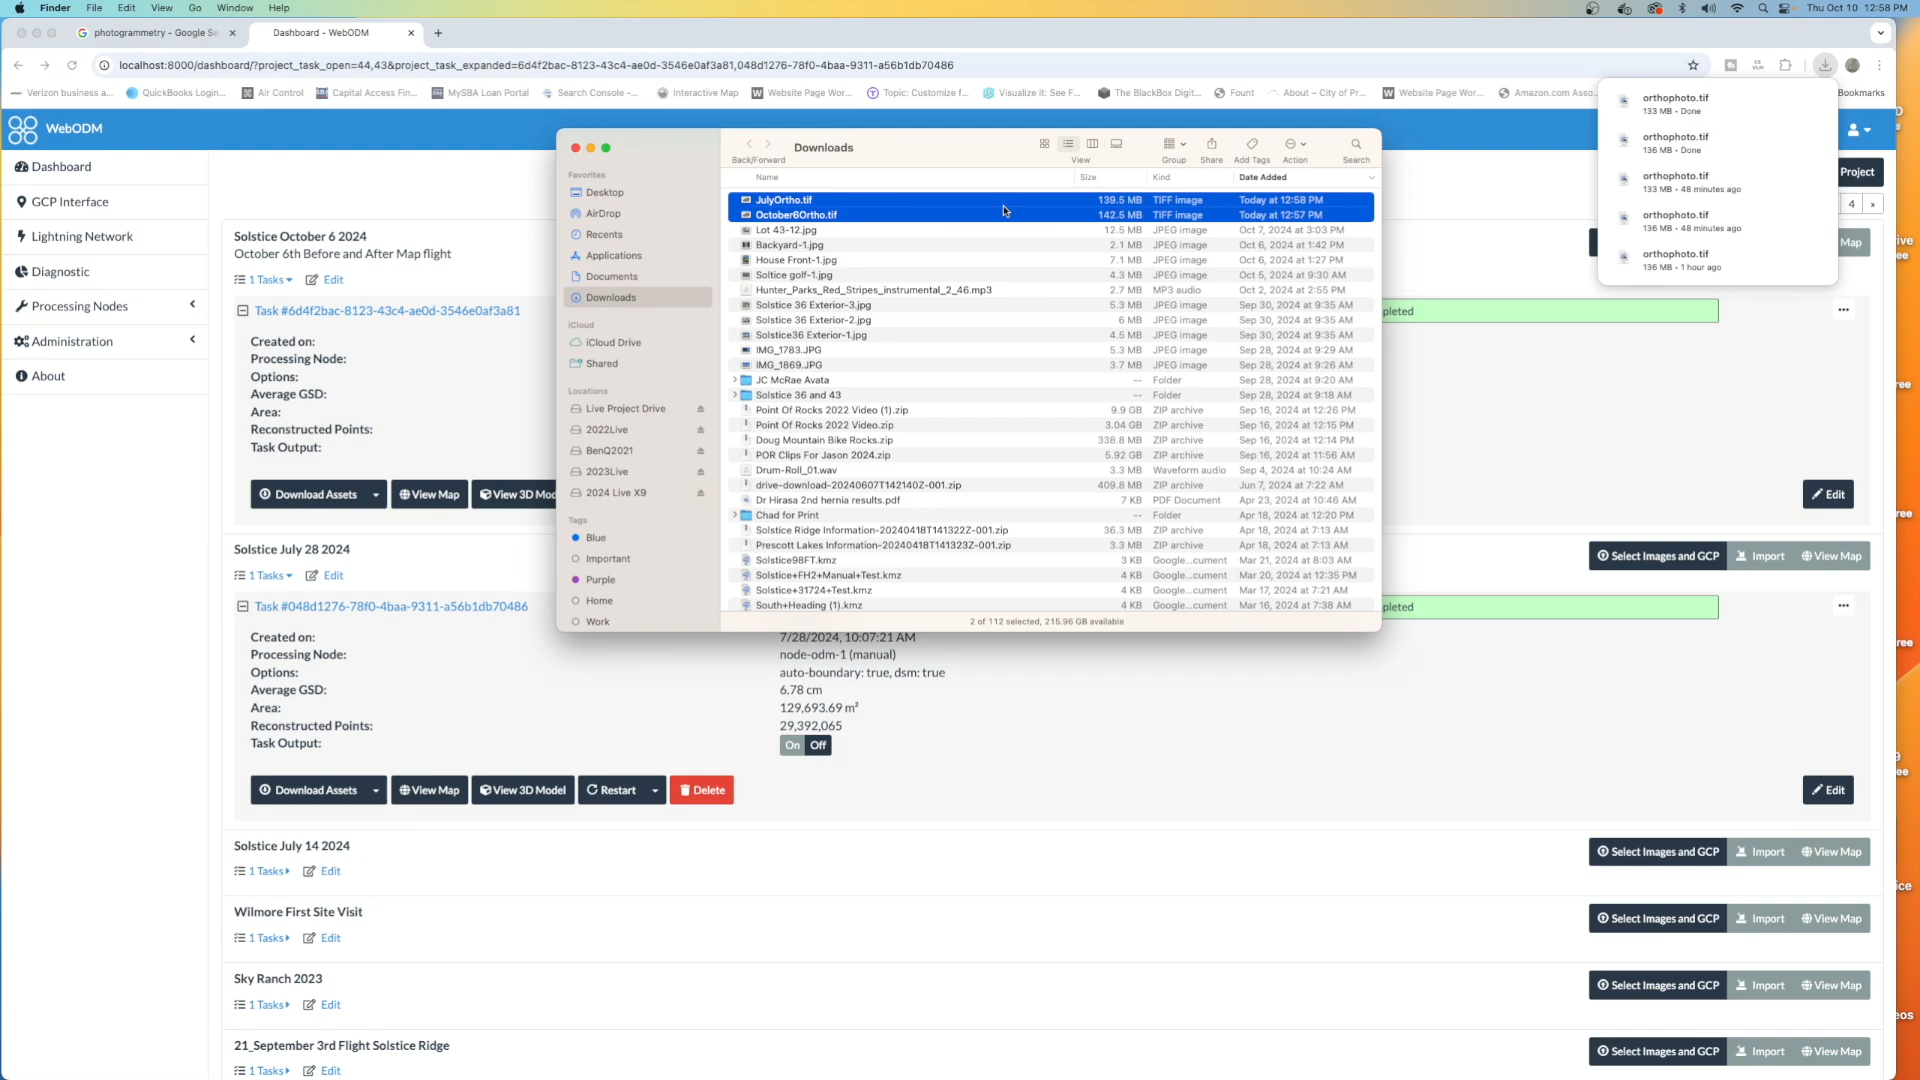 Finder File Edit View Go Window Help
Thu Oct 10 12:58 PM
photogrammetry - Google Se
Dashboard - WebODM
localhost:8000/dashboard/?project_task_open=44,43&project_task_expanded=6d4f2bac-8123-43c4-ae0d-3546e0af3a81,048d1276-78f0-4baa-9311-a56b1db70486
Verizon business a...
QuickBooks Login...
Air Control
Capital Access Fin...
MySBA Loan Portal
Search Console -...
Interactive Map
Website Page Wor...
Topic: Customize f...
Visualize it: See F...
The BlackBox Digit...
Fount
About – City of Pr...
Website Page Wor...
Amazon.com Asso...
Bookmarks
orthophoto.tif
133 MB • Done
orthophoto.tif
136 MB • Done
orthophoto.tif
133 MB • 48 minutes ago
orthophoto.tif
136 MB • 48 minutes ago
orthophoto.tif
136 MB • 1 hour ago
WebODM
Dashboard
GCP Interface
Lightning Network
Diagnostic
Processing Nodes
Administration
About
Project
4 »
Map
Solstice October 6 2024
October 6th Before and After Map flight
1 Tasks Edit
Task #6d4f2bac-8123-43c4-ae0d-3546e0af3a81
pleted
Created on:
Processing Node:
Options:
Average GSD:
Area:
Reconstructed Points:
Task Output:
Download Assets View Map View 3D Mod
Edit
Downloads
Back/Forward View Group Share Add Tags Action Search
Favorites
Desktop
AirDrop
Recents
Applications
Documents
Downloads
iCloud
iCloud Drive
Shared
Locations
Live Project Drive
2022Live
BenQ2021
2023Live
2024 Live X9
Tags
Blue
Important
Purple
Home
Work
Name Size Kind Date Added
JulyOrtho.tif 139.5 MB TIFF image Today at 12:58 PM
October6Ortho.tif 142.5 MB TIFF image Today at 12:57 PM
Lot 43-12.jpg 12.5 MB JPEG image Oct 7, 2024 at 3:03 PM
Backyard-1.jpg 2.1 MB JPEG image Oct 6, 2024 at 1:42 PM
House Front-1.jpg 7.1 MB JPEG image Oct 6, 2024 at 1:27 PM
Soltice golf-1.jpg 4.3 MB JPEG image Oct 5, 2024 at 9:30 AM
Hunter_Parks_Red_Stripes_instrumental_2_46.mp3 2.7 MB MP3 audio Oct 2, 2024 at 2:55 PM
Solstice 36 Exterior-3.jpg 5.3 MB JPEG image Sep 30, 2024 at 9:35 AM
Solstice 36 Exterior-2.jpg 6 MB JPEG image Sep 30, 2024 at 9:35 AM
Solstice36 Exterior-1.jpg 4.5 MB JPEG image Sep 30, 2024 at 9:35 AM
IMG_1783.JPG 5.3 MB JPEG image Sep 28, 2024 at 9:29 AM
IMG_1869.JPG 3.7 MB JPEG image Sep 28, 2024 at 9:26 AM
JC McRae Avata -- Folder Sep 28, 2024 at 9:20 AM
Solstice 36 and 43 -- Folder Sep 28, 2024 at 9:18 AM
Point Of Rocks 2022 Video (1).zip 9.9 GB ZIP archive Sep 16, 2024 at 12:26 PM
Point Of Rocks 2022 Video.zip 3.04 GB ZIP archive Sep 16, 2024 at 12:15 PM
Doug Mountain Bike Rocks.zip 338.8 MB ZIP archive Sep 16, 2024 at 12:14 PM
POR Clips For Jason 2024.zip 5.92 GB ZIP archive Sep 16, 2024 at 11:56 AM
Drum-Roll_01.wav 3.3 MB Waveform audio Sep 4, 2024 at 10:24 AM
drive-download-20240607T142140Z-001.zip 409.8 MB ZIP archive Jun 7, 2024 at 7:22 AM
Dr Hirasa 2nd hernia results.pdf 7 KB PDF Document Apr 23, 2024 at 10:46 AM
Chad for Print -- Folder Apr 18, 2024 at 12:20 PM
Solstice Ridge Information-20240418T141322Z-001.zip 36.3 MB ZIP archive Apr 18, 2024 at 7:13 AM
Prescott Lakes Information-20240418T141323Z-001.zip 3.3 MB ZIP archive Apr 18, 2024 at 7:13 AM
Solstice98FT.kmz 3 KB Google...cument Mar 21, 2024 at 8:03 AM
Solstice+FH2+Manual+Test.kmz 4 KB Google...cument Mar 20, 2024 at 12:35 PM
Solstice+31724+Test.kmz 4 KB Google...cument Mar 17, 2024 at 7:21 AM
South+Heading (1).kmz 4 KB Google...cument Mar 16, 2024 at 7:38 AM
2 of 112 selected, 215.96 GB available
Solstice July 28 2024
1 Tasks Edit
Select Images and GCP Import View Map
Task #048d1276-78f0-4baa-9311-a56b1db70486
pleted
Created on: 7/28/2024, 10:07:21 AM
Processing Node: node-odm-1 (manual)
Options: auto-boundary: true, dsm: true
Average GSD: 6.78 cm
Area: 129,693.69 m²
Reconstructed Points: 29,392,065
Task Output: On Off
Download Assets View Map View 3D Model Restart Delete
Edit
Solstice July 14 2024
1 Tasks Edit
Select Images and GCP Import View Map
Wilmore First Site Visit
1 Tasks Edit
Select Images and GCP Import View Map
Sky Ranch 2023
1 Tasks Edit
Select Images and GCP Import View Map
21_September 3rd Flight Solstice Ridge
1 Tasks Edit
Select Images and GCP Import View Map